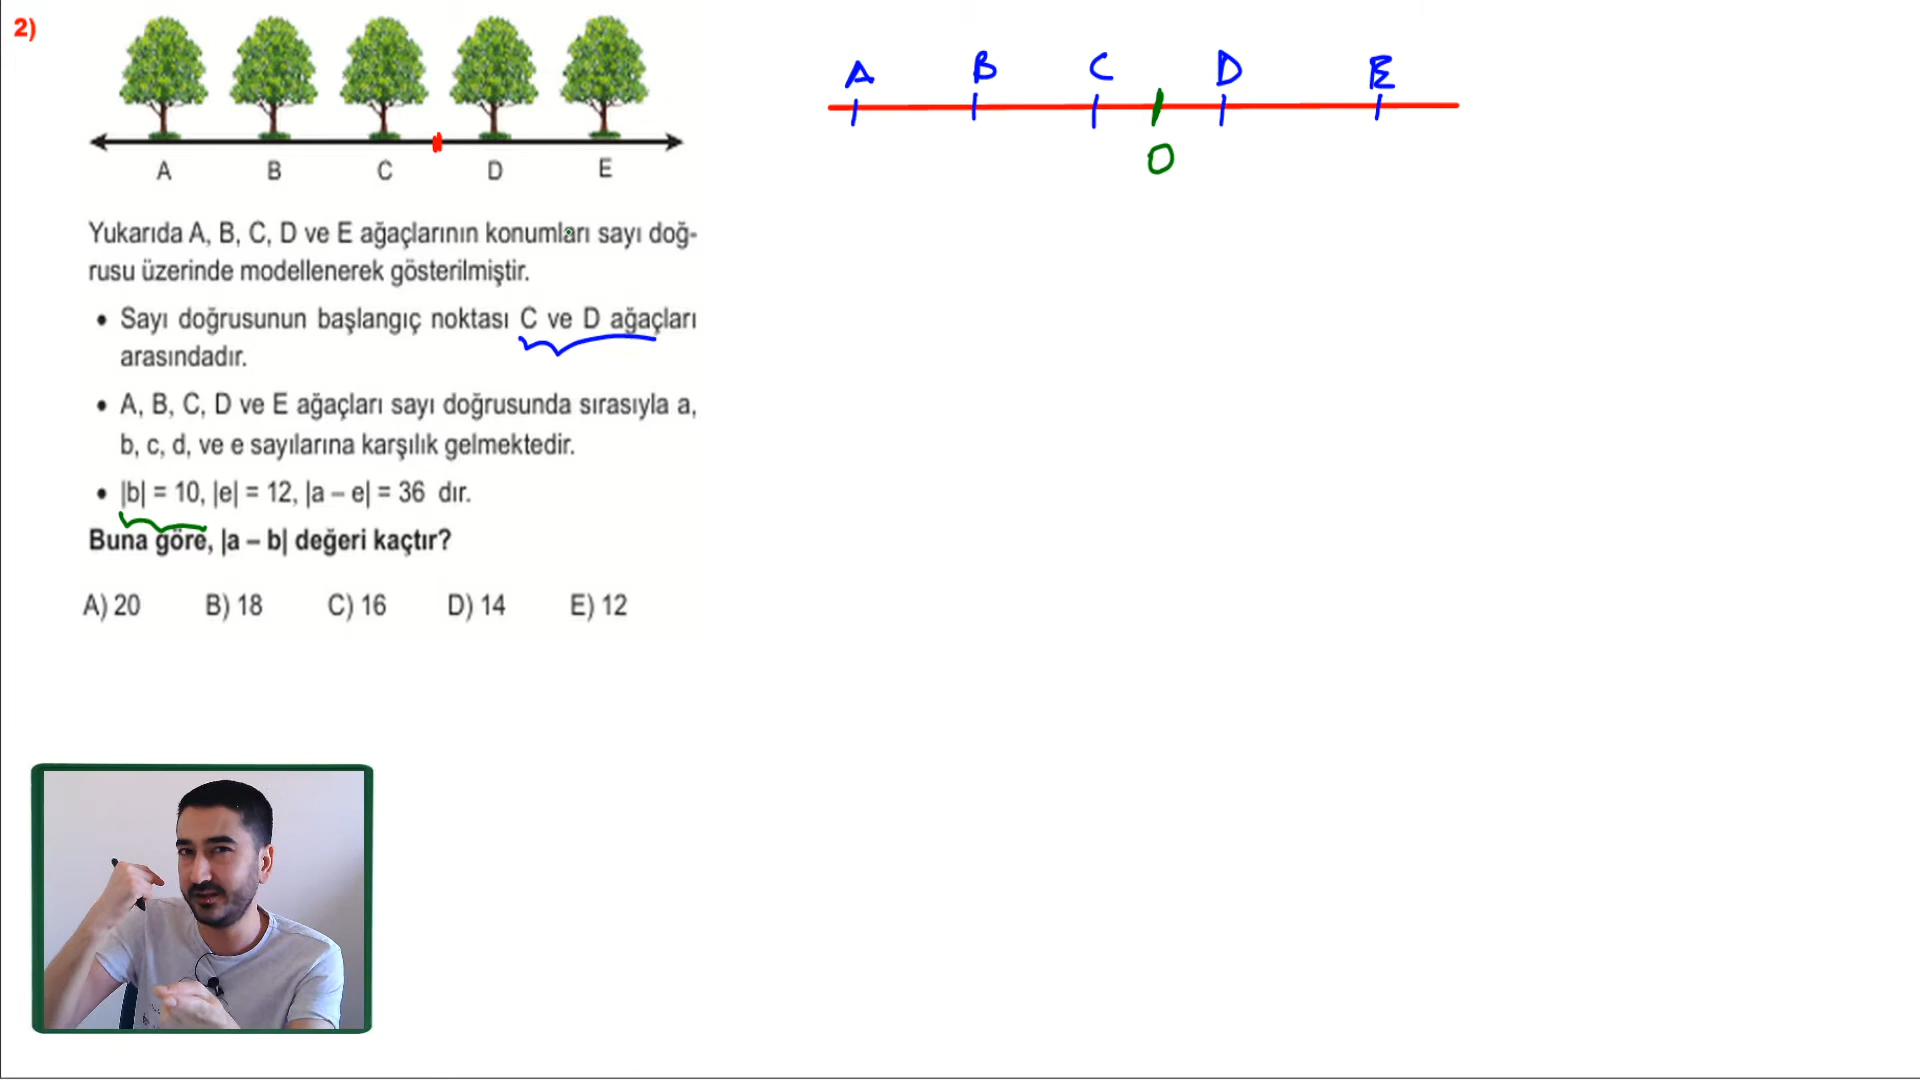 2)
A B C D E
Yukarıda A, B, C, D ve E ağaçlarının konumları sayı doğ-
rusu üzerinde modellenerek gösterilmiştir.
• Sayı doğrusunun başlangıç noktası C ve D ağaçları
arasındadır.
• A, B, C, D ve E ağaçları sayı doğrusunda sırasıyla a,
b, c, d, ve e sayılarına karşılık gelmektedir.
• |b| = 10, |e| = 12, |a – e| = 36 dır.
Buna göre, |a – b| değeri kaçtır?
A) 20 B) 18 C) 16 D) 14 E) 12
A B C D E
0